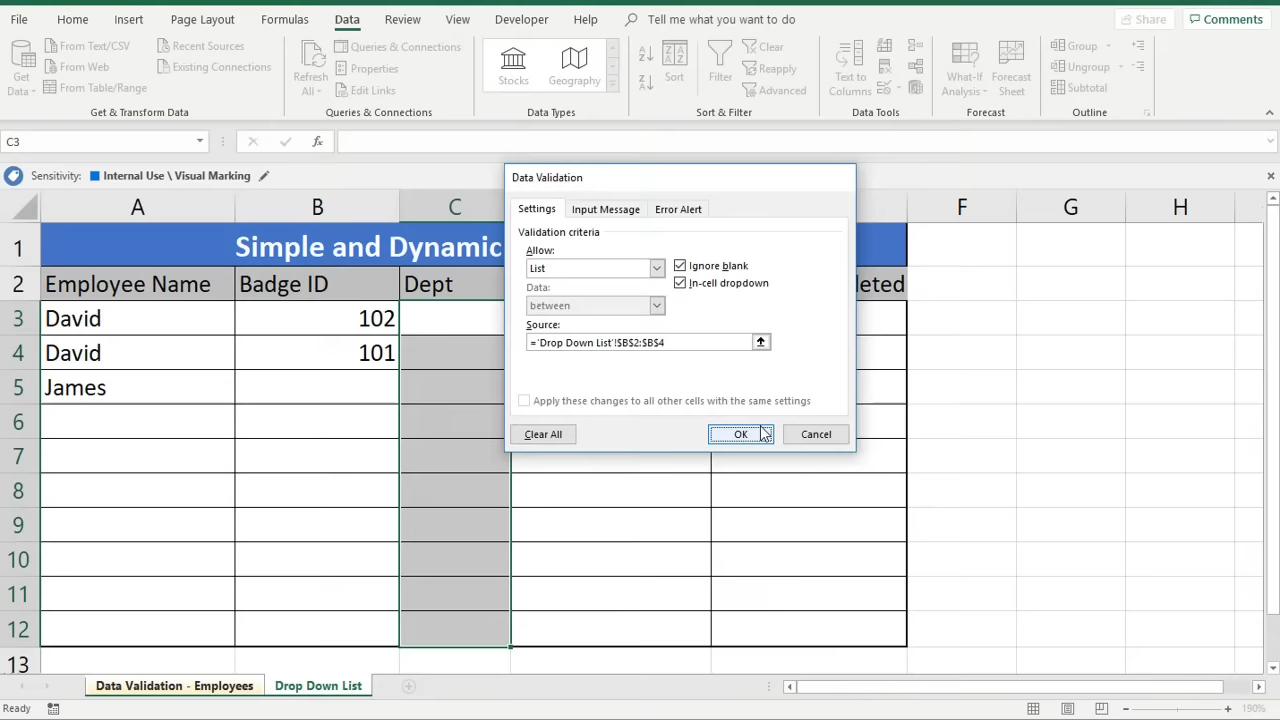 File Home Insert Page Layout Formulas Data Review View Developer Help Tell me what you want to do Share Comments
From Text/CSV Recent Sources Queries & Connections Clear Group
From Web Existing Connections Properties Reapply Ungroup
From Table/Range Edit Links Advanced Subtotal
Get Data Refresh All Stocks Geography Sort Filter Text to Columns What-If Analysis Forecast Sheet
Get & Transform Data Queries & Connections Data Types Sort & Filter Data Tools Forecast Outline
C3 fx
Sensitivity: Internal Use \ Visual Marking
A B C F G H
1 Simple and Dynamic
2 Employee Name Badge ID Dept leted
3 David 102
4 David 101
5 James
6
7
8
9
10
11
12
13
Data Validation
Settings Input Message Error Alert
Validation criteria
Allow:
List Ignore blank
Data: In-cell dropdown
between
Source:
='Drop Down List'!$B$2:$B$4
Apply these changes to all other cells with the same settings
Clear All OK Cancel
Data Validation - Employees Drop Down List
Ready 190%